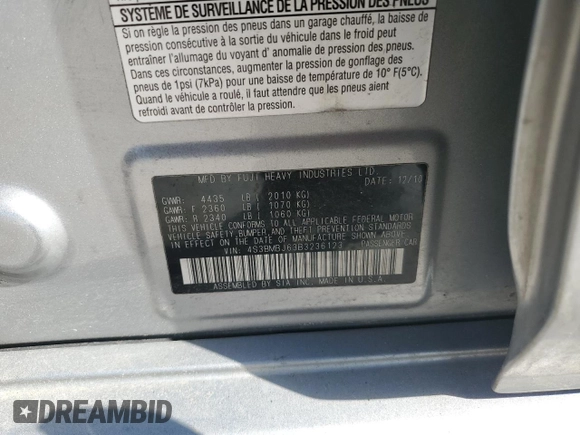 SYSTÈME DE SURVEILLANCE DE LA PRESSION DES PNEUS
Si on règle la pression des pneus dans un garage chauffé, la baisse de
pression consécutive à la sortie du véhicule dans le froid peut
entraîner l'allumage du voyant d' anomalie de pression des pneus.
Dans ces circonstances, augmenter la pression de gonflage des
pneus de 1psi (7kPa) pour une baisse de température de 10° F(5°C).
Quand le véhicule a roulé, il faut attendre que les pneus aient
refroidi avant de contrôler la pression.
MFD BY FUJI HEAVY INDUSTRIES LTD.
DATE: 12/10
GVWR: 4435 LB ( 2010 KG)
GAWR: F 2360 LB ( 1070 KG)
GAWR: R 2340 LB ( 1060 KG)
THIS VEHICLE CONFORMS TO ALL APPLICABLE FEDERAL MOTOR
VEHICLE SAFETY, BUMPER, AND THEFT PREVENTION STANDARDS
IN EFFECT ON THE DATE OF MANUFACTURE SHOWN ABOVE.
VIN: 4S3BMBJ63B3236123 PASSENGER CAR
ASSEMBLED BY SIA INC. MADE IN U.S.A.
DREAMBID